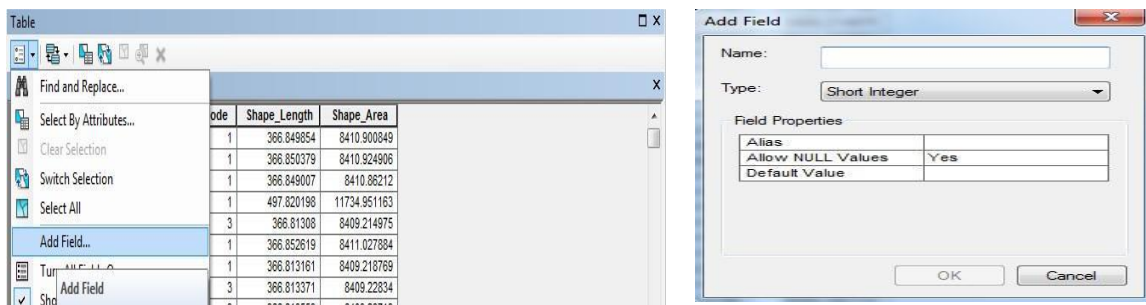 Table
Find and Replace...
Select By Attributes...
Clear Selection
Switch Selection
Select All
Add Field...
Add Field
ode Shape_Length Shape_Area
1 366.849854 8410.900849
1 366.850379 8410.924906
1 366.849007 8410.86212
1 497.820198 11734.951163
3 366.81308 8409.214975
1 366.852619 8411.027884
1 366.813161 8409.218769
3 366.813371 8409.22834
Add Field
Name:
Type: Short Integer
Field Properties
Alias
Allow NULL Values Yes
Default Value
OK Cancel